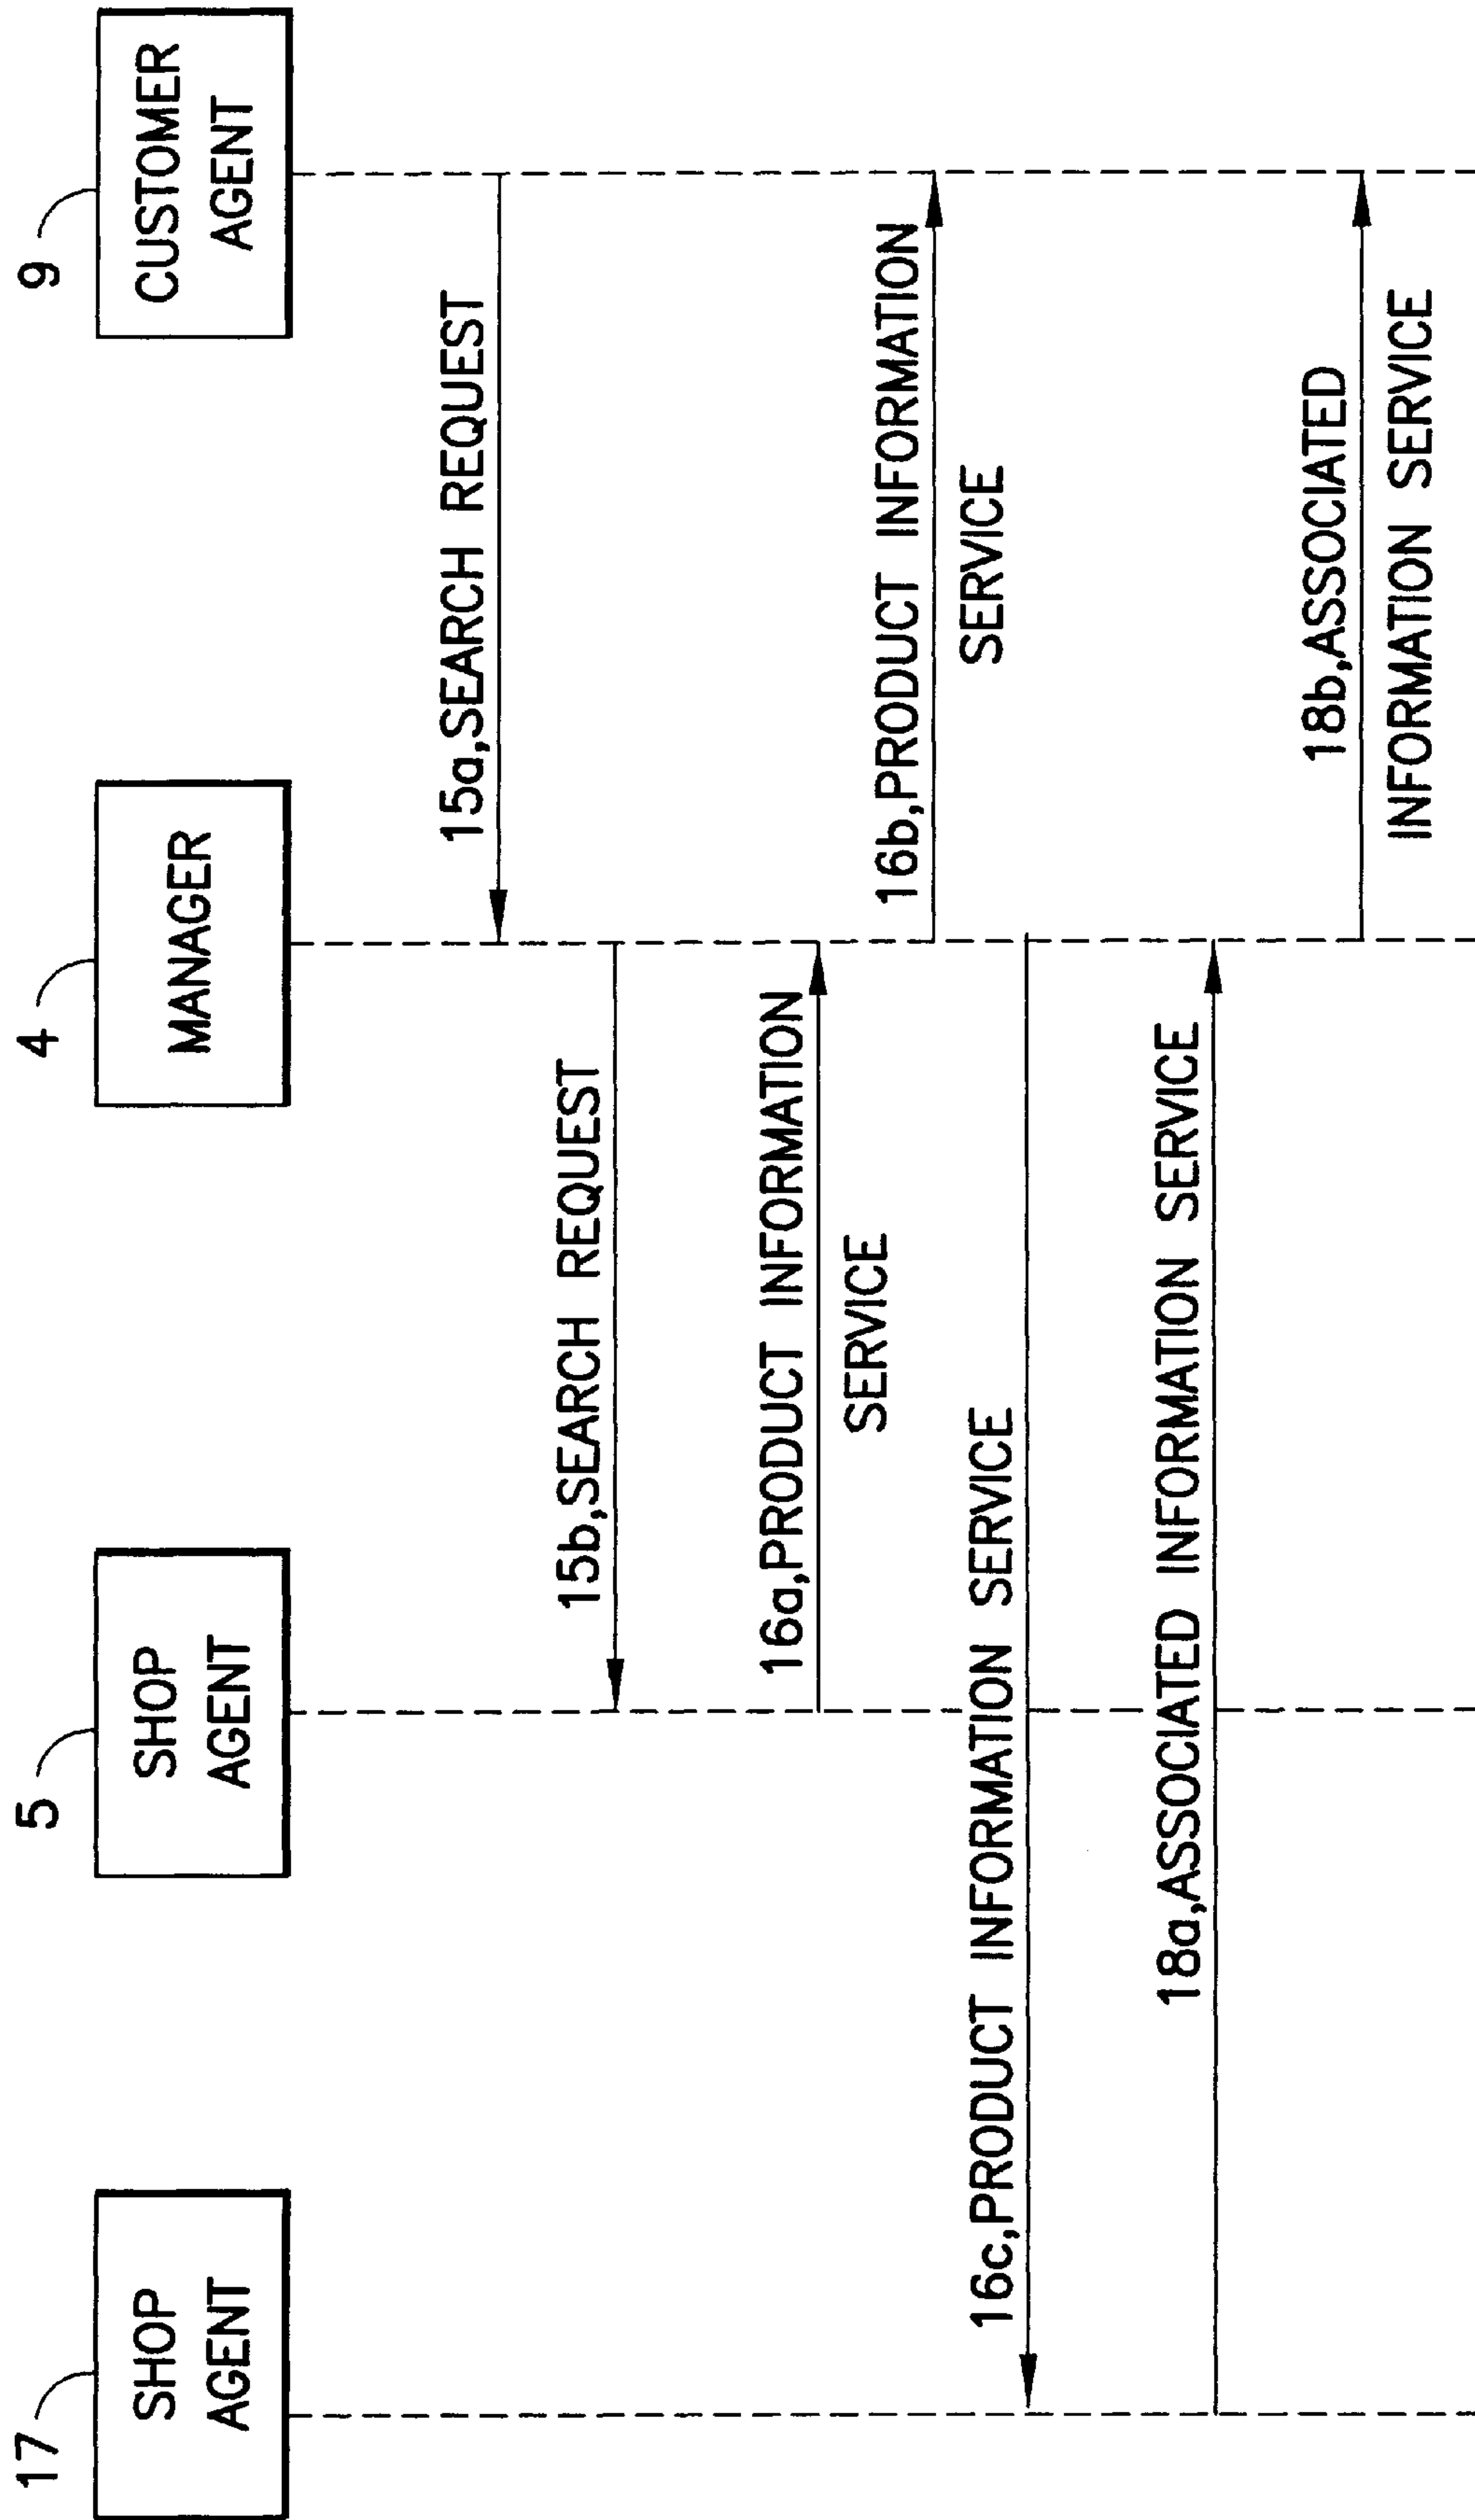 17
SHOP
AGENT
5
SHOP
AGENT
4
MANAGER
9
CUSTOMER
AGENT
15a,SEARCH REQUEST
15b,SEARCH REQUEST
16a,PRODUCT INFORMATION
SERVICE
16b,PRODUCT INFORMATION
SERVICE
16c,PRODUCT INFORMATION SERVICE
18a,ASSOCIATED INFORMATION SERVICE
18b,ASSOCIATED
INFORMATION SERVICE